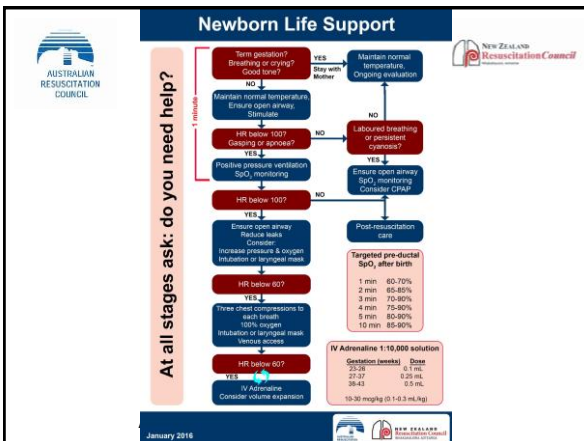 Newborn Life Support
AUSTRALIAN
RESUSCITATION
COUNCIL
NEW ZEALAND
Resuscitation Council
At all stages ask: do you need help?
1 minute
Term gestation?
Breathing or crying?
Good tone?
YES
Stay with
Mother
Maintain normal
temperature,
Ongoing evaluation
NO
Maintain normal temperature,
Ensure open airway,
Stimulate
NO
HR below 100?
Gasping or apnoea?
NO
Laboured breathing
or persistent
cyanosis?
YES
YES
Positive pressure ventilation
SpO2 monitoring
Ensure open airway
SpO2 monitoring
Consider CPAP
HR below 100?
NO
YES
Ensure open airway
Reduce leaks
Consider:
Increase pressure & oxygen
Intubation or laryngeal mask
Post-resuscitation
care
HR below 60?
YES
Three chest compressions to
each breath
100% oxygen
Intubation or laryngeal mask
Venous access
HR below 60?
YES
IV Adrenaline
Consider volume expansion
Targeted pre-ductal
SpO2 after birth
1 min 60-70%
2 min 65-85%
3 min 70-90%
4 min 75-90%
5 min 80-90%
10 min 85-90%
IV Adrenaline 1:10,000 solution
Gestation (weeks) Dose
23-26 0.1 mL
27-37 0.25 mL
38-43 0.5 mL
10-30 mcg/kg (0.1-0.3 mL/kg)
January 2016
NEW ZEALAND
Resuscitation Council